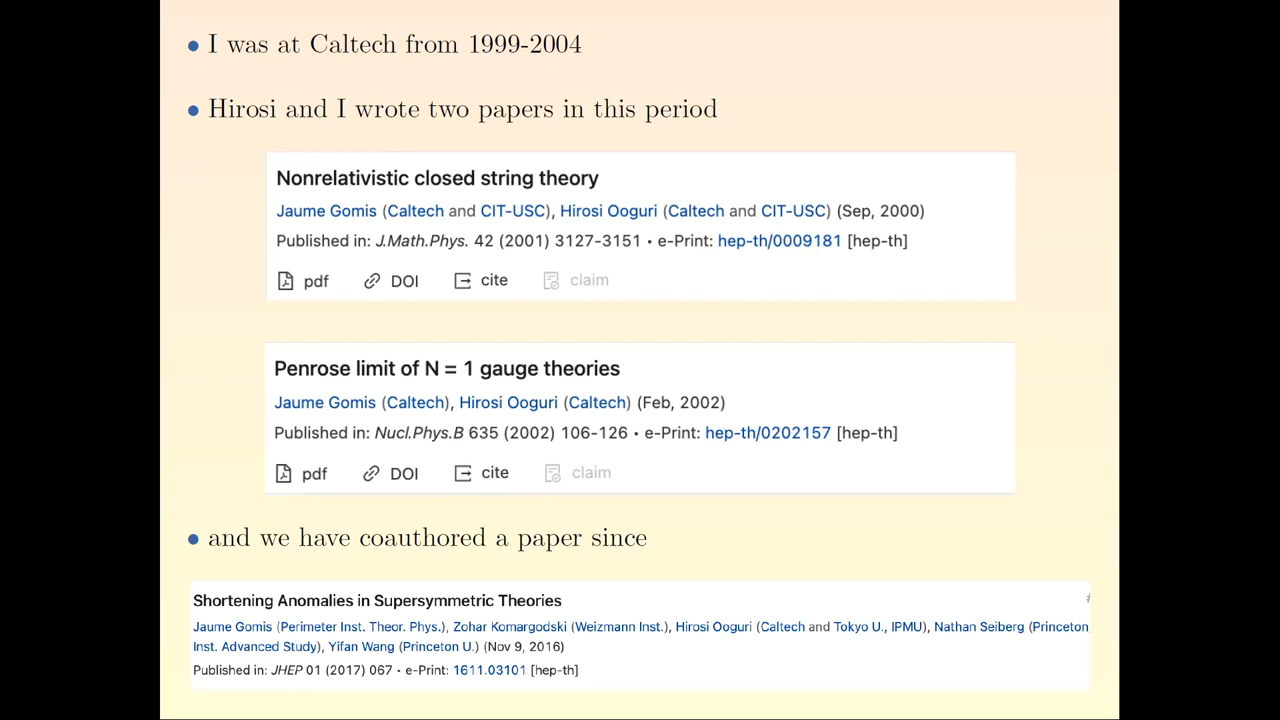 • I was at Caltech from 1999-2004
• Hirosi and I wrote two papers in this period
Nonrelativistic closed string theory
Jaume Gomis (Caltech and CIT-USC), Hirosi Ooguri (Caltech and CIT-USC) (Sep, 2000)
Published in: J.Math.Phys. 42 (2001) 3127-3151 • e-Print: hep-th/0009181 [hep-th]
pdf DOI cite claim
Penrose limit of N = 1 gauge theories
Jaume Gomis (Caltech), Hirosi Ooguri (Caltech) (Feb, 2002)
Published in: Nucl.Phys.B 635 (2002) 106-126 • e-Print: hep-th/0202157 [hep-th]
pdf DOI cite claim
• and we have coauthored a paper since
Shortening Anomalies in Supersymmetric Theories #
Jaume Gomis (Perimeter Inst. Theor. Phys.), Zohar Komargodski (Weizmann Inst.), Hirosi Ooguri (Caltech and Tokyo U., IPMU), Nathan Seiberg (Princeton,
Inst. Advanced Study), Yifan Wang (Princeton U.) (Nov 9, 2016)
Published in: JHEP 01 (2017) 067 • e-Print: 1611.03101 [hep-th]